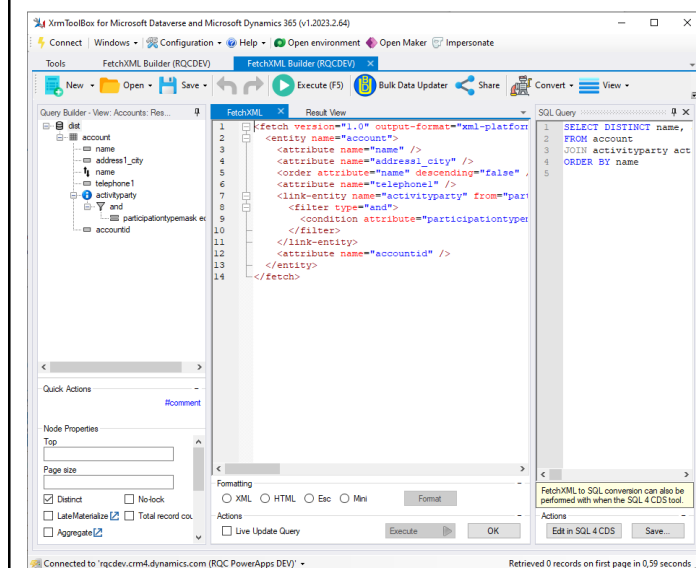 XrmToolBox for Microsoft Dataverse and Microsoft Dynamics 365 (v1.2023.2.64)
Connect Windows Configuration Help Open environment Open Maker Impersonate
Tools FetchXML Builder (RQCDEV) FetchXML Builder (RQCDEV)
New Open Save Execute (F5) Bulk Data Updater Share Convert View
Query Builder - View: Accounts: Res...
dist
account
name
address1_city
name
telephone1
activityparty
and
participationtypemask
accountid
Quick Actions
#comment
Node Properties
Top
Page size
Distinct No-lock
LateMaterialize Total record
Aggregate
FetchXML Result View
1 <fetch version="1.0" output-format="xml-platform
2 <entity name="account">
3 <attribute name="name" />
4 <attribute name="address1_city" />
5 <order attribute="name" descending="false"
6 <attribute name="telephone1" />
7 <link-entity name="activityparty" from="part
8 <filter type="and">
9 <condition attribute="participationtypem
10 </filter>
11 </link-entity>
12 <attribute name="accountid" />
13 </entity>
14 </fetch>
Formatting
XML HTML Esc Mini Format
Actions
Live Update Query Execute OK
SQL Query
1 SELECT DISTINCT name,
2 FROM account
3 JOIN activityparty act
4 ORDER BY name
5
FetchXML to SQL conversion can also be
performed with when the SQL 4 CDS tool.
Actions
Edit in SQL 4 CDS Save...
Connected to 'rqcdev.crm4.dynamics.com (RQC PowerApps DEV)' Retrieved 0 records on first page in 0,59 seconds